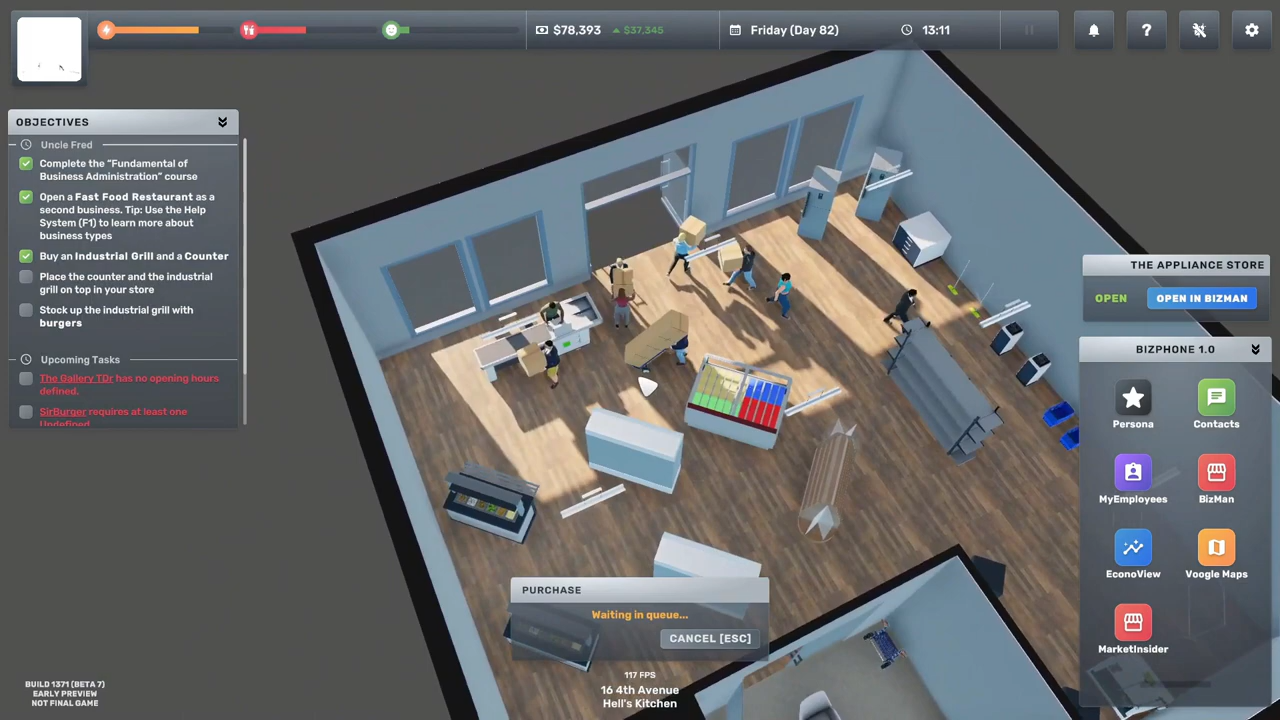 $78,393
$37,345
Friday (Day 82)
13:11
?
OBJECTIVES
Uncle Fred
Complete the "Fundamental of
Business Administration" course
Open a Fast Food Restaurant as a
second business. Tip: Use the Help
System (F1) to learn more about
business types
Buy an Industrial Grill and a Counter
Place the counter and the industrial
grill on top in your store
Stock up the industrial grill with
burgers
Upcoming Tasks
The Gallery TDr has no opening hours
defined.
SirBurger requires at least one
Undefined
THE APPLIANCE STORE
OPEN
OPEN IN BIZMAN
BIZPHONE 1.0
Persona
Contacts
MyEmployees
BizMan
EconoView
Voogle Maps
MarketInsider
PURCHASE
Waiting in queue...
CANCEL [ESC]
117 FPS
16 4th Avenue
Hell's Kitchen
BUILD 1371 (BETA 7)
EARLY PREVIEW
NOT FINAL GAME